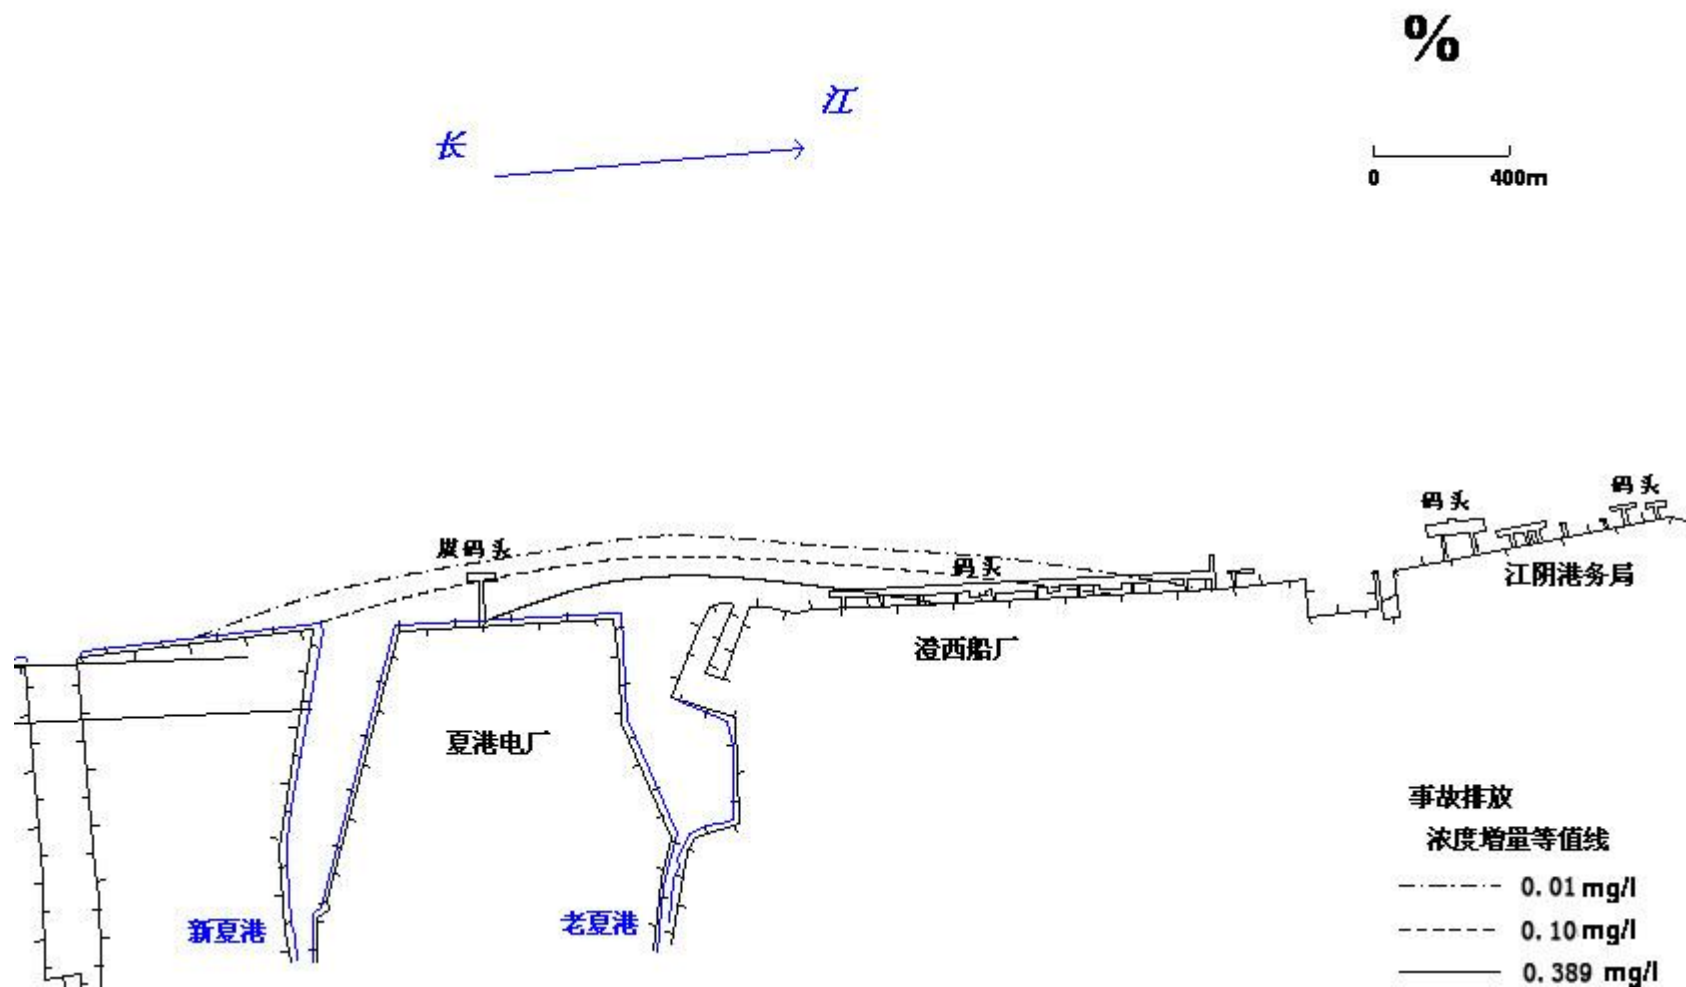 %
长 江
0 400m
码头
码头
煤码头
码头
江阴港务局
澄西船厂
夏港电厂
新夏港
老夏港
事故排放
浓度增量等值线
0.01 mg/l
0.10 mg/l
0.389 mg/l